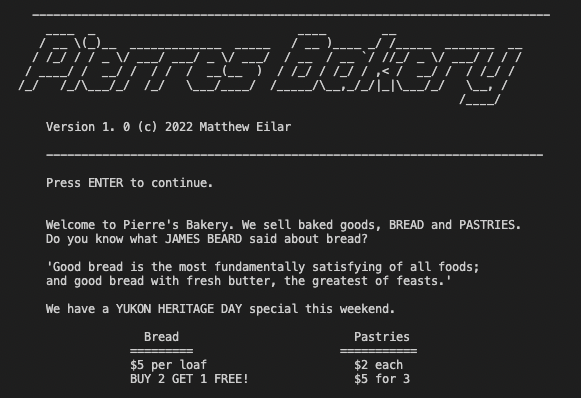 Pierres Bakery
Version 1. 0 (c) 2022 Matthew Eilar
Press ENTER to continue.
Welcome to Pierre's Bakery. We sell baked goods, BREAD and PASTRIES.
Do you know what JAMES BEARD said about bread?
'Good bread is the most fundamentally satisfying of all foods;
and good bread with fresh butter, the greatest of feasts.'
We have a YUKON HERITAGE DAY special this weekend.
Bread Pastries
========= ===========
$5 per loaf $2 each
BUY 2 GET 1 FREE! $5 for 3